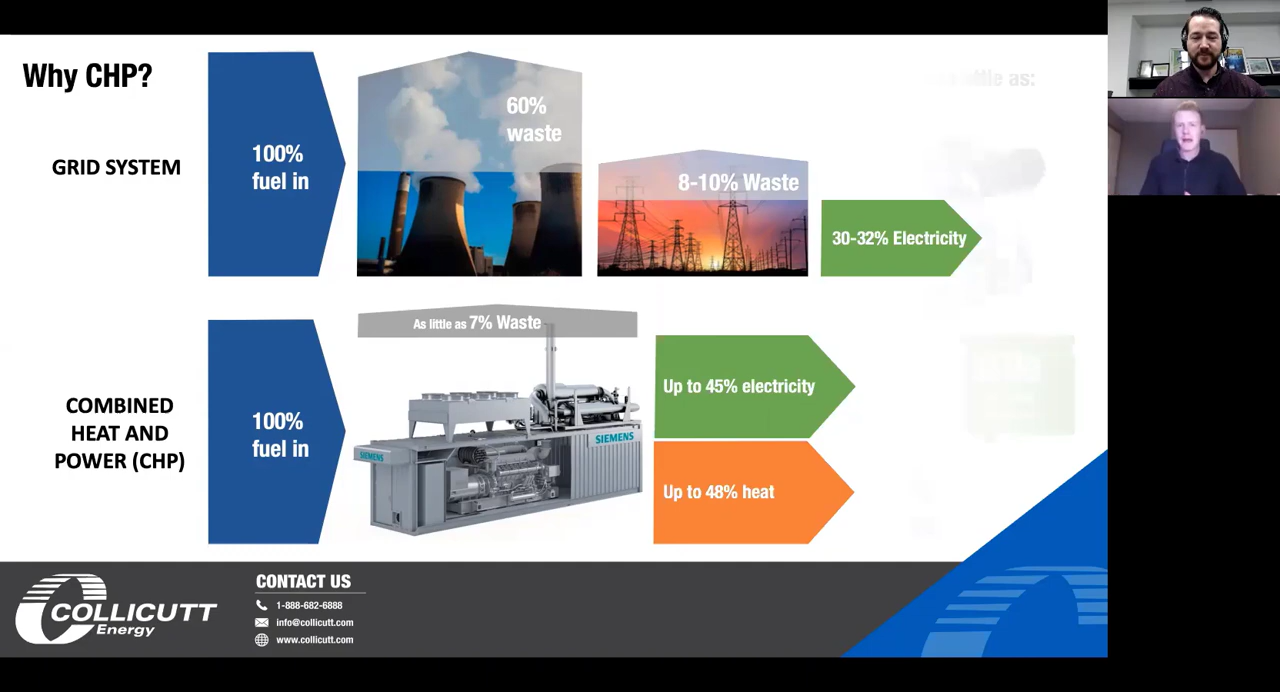 Why CHP?
GRID SYSTEM
100%
fuel in
60%
waste
8-10% Waste
30-32% Electricity
As little as 7% Waste
COMBINED
HEAT AND
POWER (CHP)
100%
fuel in
SIEMENS
SIEMENS
Up to 45% electricity
Up to 48% heat
COLLICUTT
Energy
CONTACT US
1-888-682-6888
info@collicutt.com
www.collicutt.com